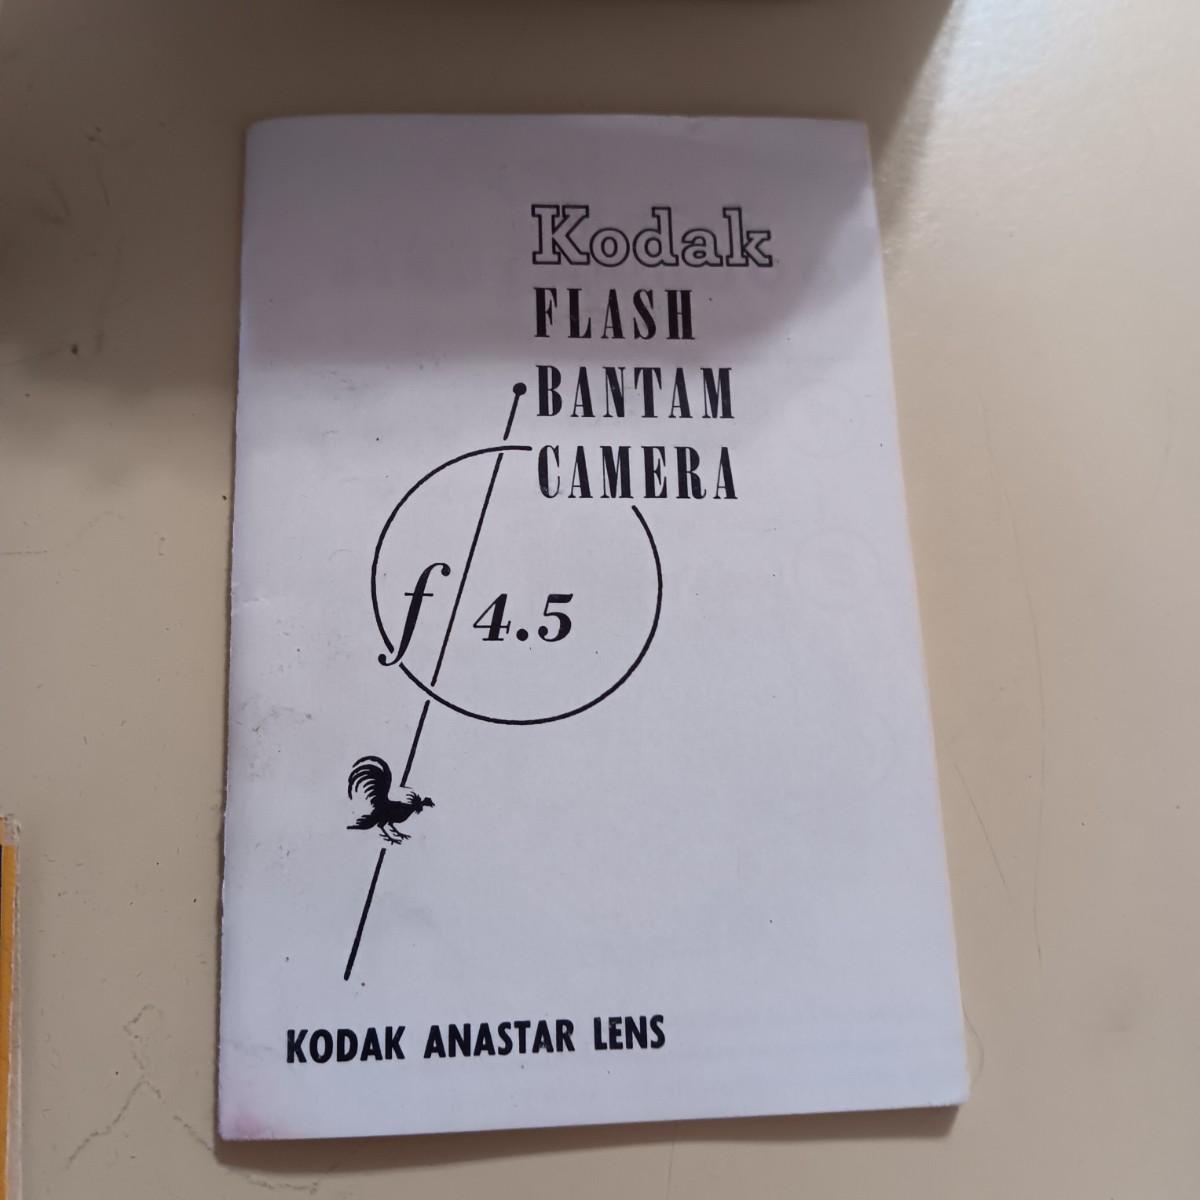 Kodak
FLASH
BANTAM
CAMERA
f/4.5
KODAK ANASTAR LENS